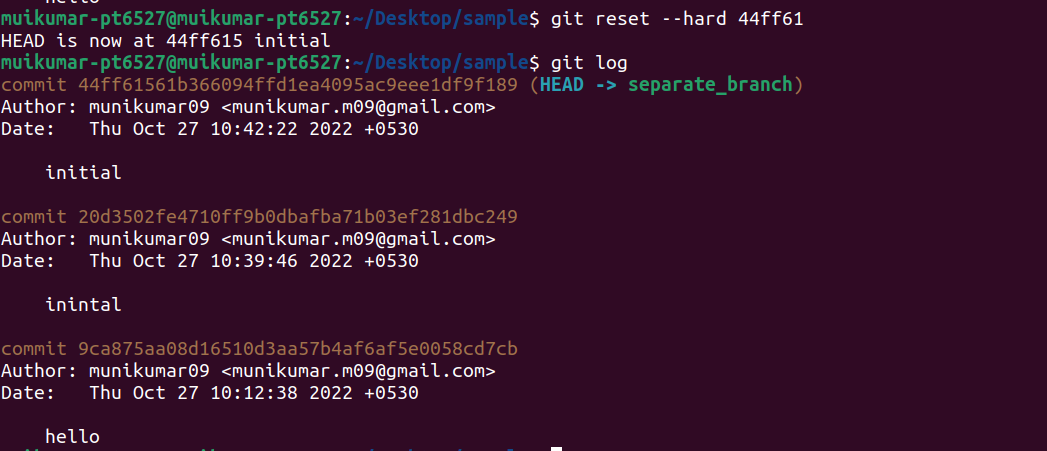 muikumar-pt6527@muikumar-pt6527:~/Desktop/sample$ git reset --hard 44ff61
HEAD is now at 44ff615 initial
muikumar-pt6527@muikumar-pt6527:~/Desktop/sample$ git log
commit 44ff61561b366094ffd1ea4095ac9eee1df9f189 (HEAD -> separate_branch)
Author: munikumar09 <munikumar.m09@gmail.com>
Date:   Thu Oct 27 10:42:22 2022 +0530
initial
commit 20d3502fe4710ff9b0dbafba71b03ef281dbc249
Author: munikumar09 <munikumar.m09@gmail.com>
Date:   Thu Oct 27 10:39:46 2022 +0530
inintal
commit 9ca875aa08d16510d3aa57b4af6af5e0058cd7cb
Author: munikumar09 <munikumar.m09@gmail.com>
Date:   Thu Oct 27 10:12:38 2022 +0530
hello